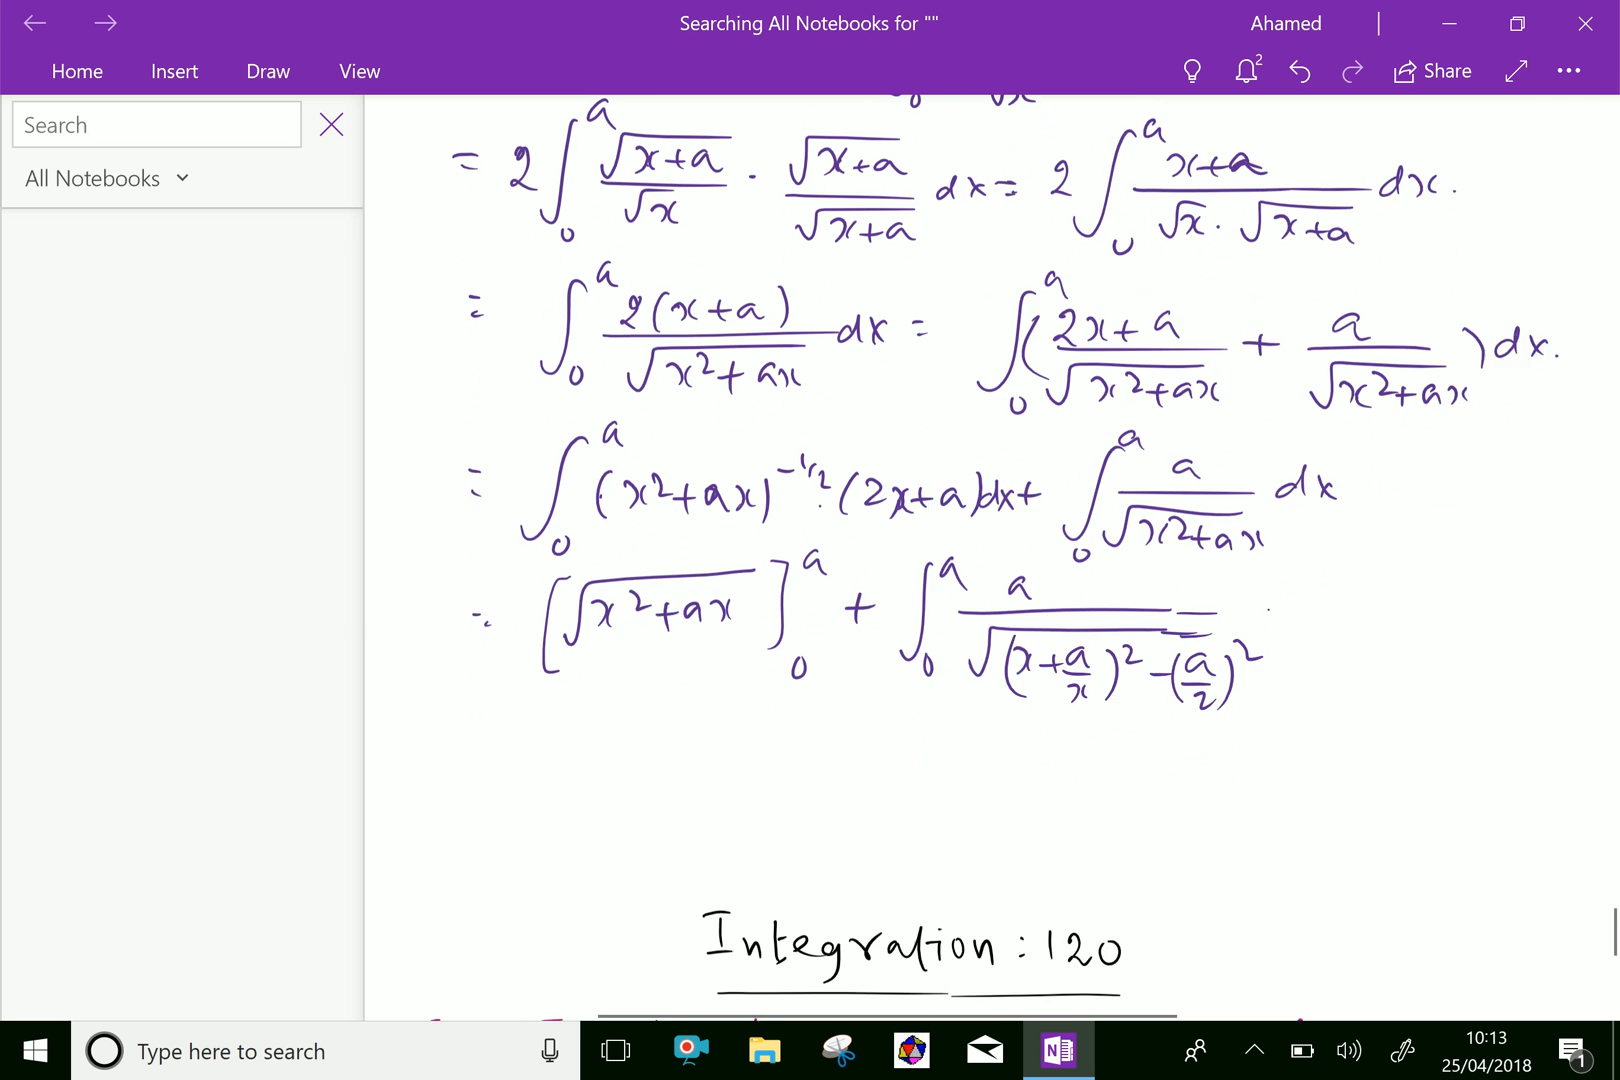 Searching All Notebooks for ""
Ahamed
Home Insert Draw View
2
Share
Search
All Notebooks
= 2∫₀ᵃ √(x+a)/√x · √(x+a)/√(x+a) dx = 2∫₀ᵃ (x+a)/(√x · √(x+a)) dx.
= ∫₀ᵃ 2(x+a)/√(x²+ax) dx = ∫₀ᵃ ((2x+a)/√(x²+ax) + a/√(x²+ax)) dx.
= ∫₀ᵃ (x²+ax)^(-1/2) · (2x+a)dx + ∫₀ᵃ a/√(x²+ax) dx
= [√(x²+ax)]₀ᵃ + ∫₀ᵃ a/√((x+a/x)² - (a/2)²)
Integration : 120
Type here to search
10:13
25/04/2018
1